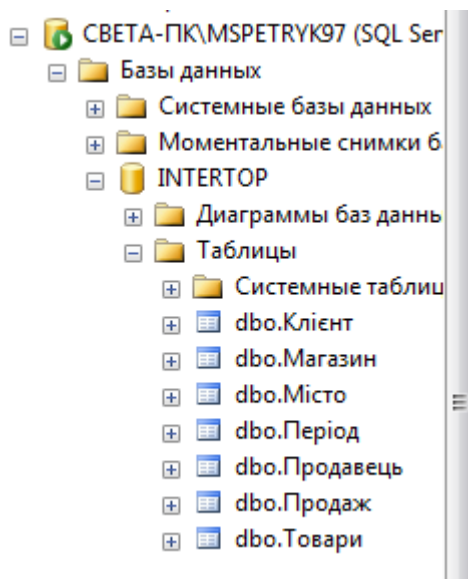 СВЕТА-ПК\MSPETRYK97 (SQL Ser
Базы данных
Системные базы данных
Моментальные снимки б
INTERTOP
Диаграммы баз данны
Таблицы
Системные таблиц
dbo.Клієнт
dbo.Магазин
dbo.Місто
dbo.Період
dbo.Продавець
dbo.Продаж
dbo.Товари